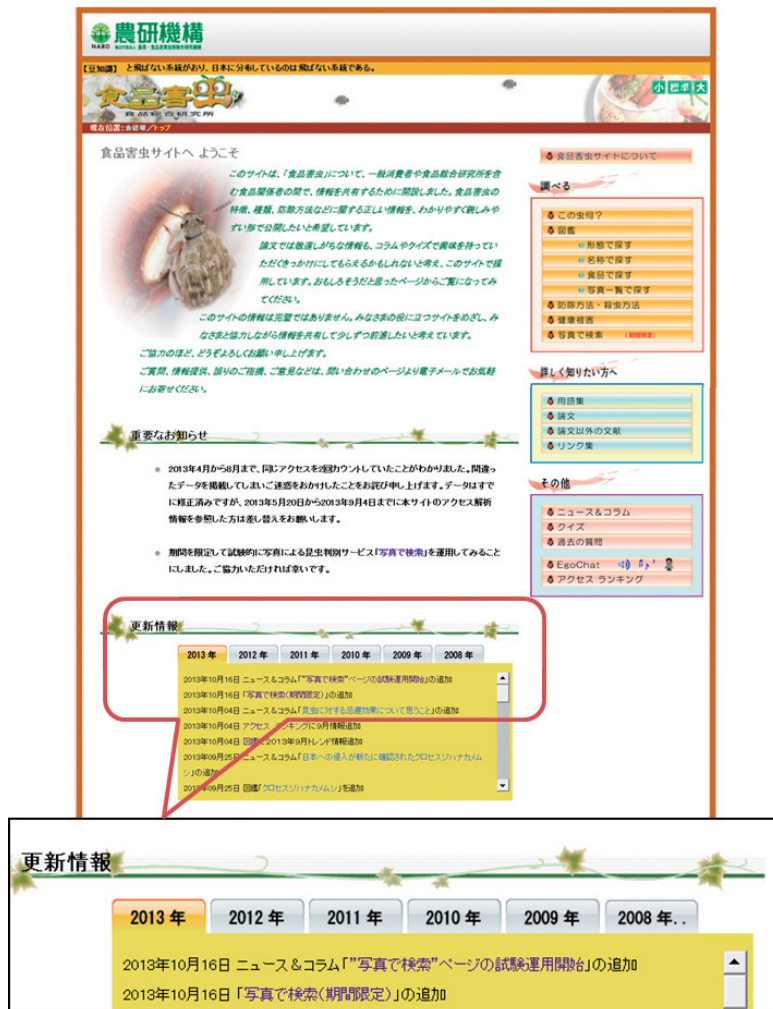 農研機構
NARO
【豆知識】 と飛ばない系統がおり、日本に分布しているのは飛ばない系統である。
食品害虫
食品総合研究所
小 標準 大
現在位置:食総研/トップ
食品害虫サイトへ ようこそ
このサイトは、「食品害虫」について、一般消費者や食品総合研究所を含
む食品関係者の間で、情報を共有するために開設しました。食品害虫の
特徴、種類、防除方法などに関する正しい情報を、わかりやすく親しみや
すい形で公開したいと希望しています。
論文では敬遠しがちな情報も、コラムやクイズで興味を持ってい
ただくきっかけにしてもらえるかもしれないと考え、このサイトで採
用しています。おもしろそうだと思ったページからご覧になってみ
てください。
このサイトの情報は完璧ではありません。みなさまの役に立つサイトをめざし、み
なさまと協力しながら情報を共有して少しずつ前進したいと考えています。
ご協力のほど、どうぞよろしくお願い申し上げます。
ご質問、情報提供、誤りのご指摘、ご意見などは、問い合わせのページより電子メールでお気軽
にお寄せください。
重要なお知らせ
2013年4月から8月まで、同じアクセスを2回カウントしていたことがわかりました。間違っ
たデータを掲載してしまいご迷惑をおかけしたことをお詫び申し上げます。データはすで
に修正済みですが、2013年5月20日から2013年9月4日までに本サイトのアクセス解析
情報を参照した方は差し替えをお願いします。
期間を限定して試験的に写真による昆虫判別サービス「写真で検索」を運用してみること
にしました。ご協力いただければ幸いです。
更新情報
2013 年 2012 年 2011 年 2010 年 2009 年 2008 年
2013年10月16日 ニュース&コラム「"写真で検索"ページの試験運用開始」の追加
2013年10月16日 「写真で検索(期間限定)」の追加
2013年10月04日 ニュース&コラム「昆虫に対する忌避効果について思うこと」の追加
2013年10月04日 アクセス ランキングに9月情報追加
2013年10月04日 図鑑に2013年9月トレンド情報追加
2013年09月25日 ニュース&コラム「日本への侵入が新たに確認されたクロセスジハナカメム
シ」の追加
2013年09月25日 図鑑「クロセスジハナカメムシ」を追加
食品害虫サイトについて
調べる
この虫何?
図鑑
形態で探す
名称で探す
食品で探す
写真一覧で探す
防除方法・殺虫方法
健康被害
写真で検索 (期間限定)
詳しく知りたい方へ
用語集
論文
論文以外の文献
リンク集
その他
ニュース&コラム
クイズ
過去の質問
EgoChat
アクセス ランキング
更新情報
2013 年 2012 年 2011 年 2010 年 2009 年 2008 年..
2013年10月16日 ニュース&コラム「"写真で検索"ページの試験運用開始」の追加
2013年10月16日 「写真で検索(期間限定)」の追加